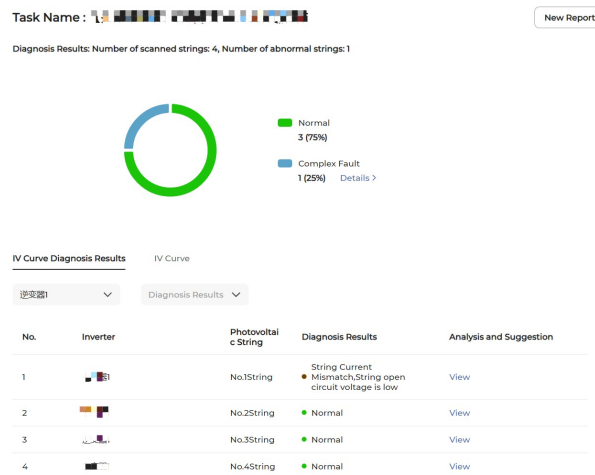 Task Name :
New Report
Diagnosis Results: Number of scanned strings: 4, Number of abnormal strings: 1
Normal
3 (75%)
Complex Fault
1 (25%) Details >
IV Curve Diagnosis Results IV Curve
逆变器1 Diagnosis Results
No. Inverter Photovoltai
c String Diagnosis Results Analysis and Suggestion
1 No.1String String Current
Mismatch,String open
circuit voltage is low View
2 No.2String Normal View
3 No.3String Normal View
4 No.4String Normal View